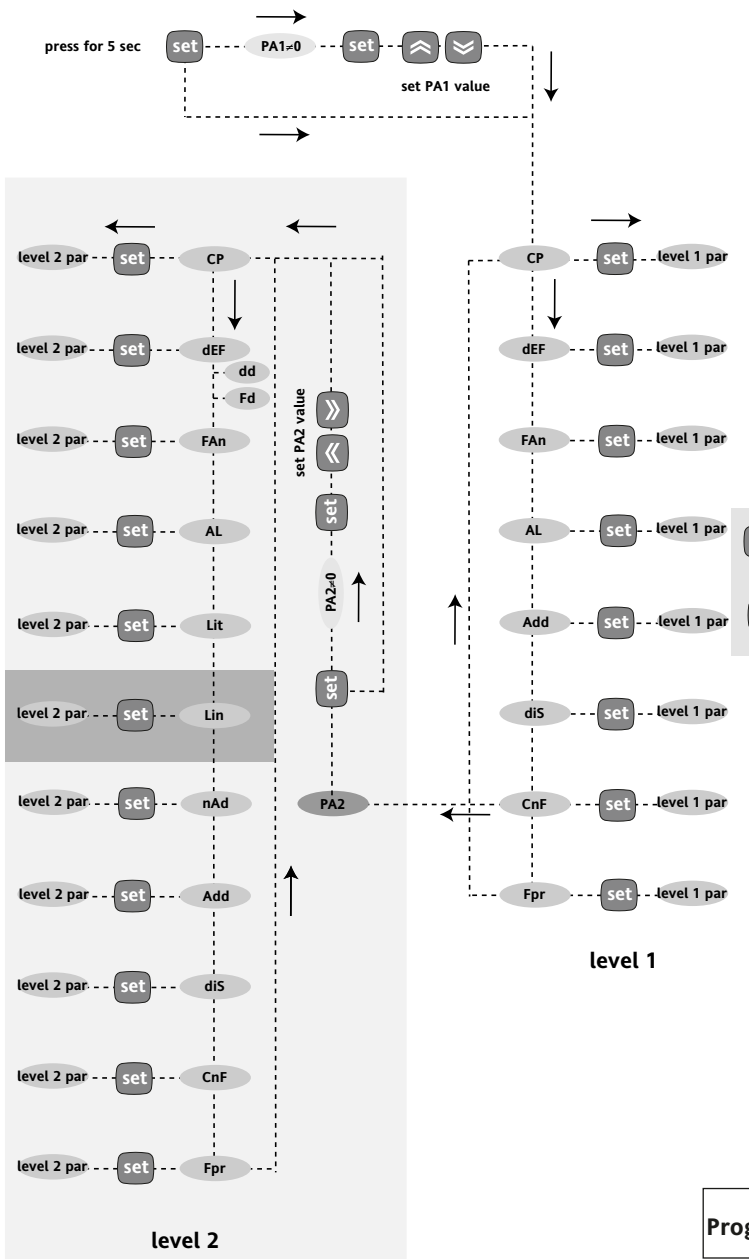 press for 5 sec set PA1≠0 set
set PA1 value
level 2 par set CP
CP set level 1 par
level 2 par set dEF
dd
Fd
dEF set level 1 par
level 2 par set FAn
FAn set level 1 par
level 2 par set AL
AL set level 1 par
level 2 par set Lit
Add set level 1 par
level 2 par set Lin
diS set level 1 par
level 2 par set nAd
CnF set level 1 par
level 2 par set Add
Fpr set level 1 par
level 2 par set diS
level 2 par set CnF
level 2 par set Fpr
set PA2 value
set
PA2≠0
set
PA2
level 1
level 2
Prog